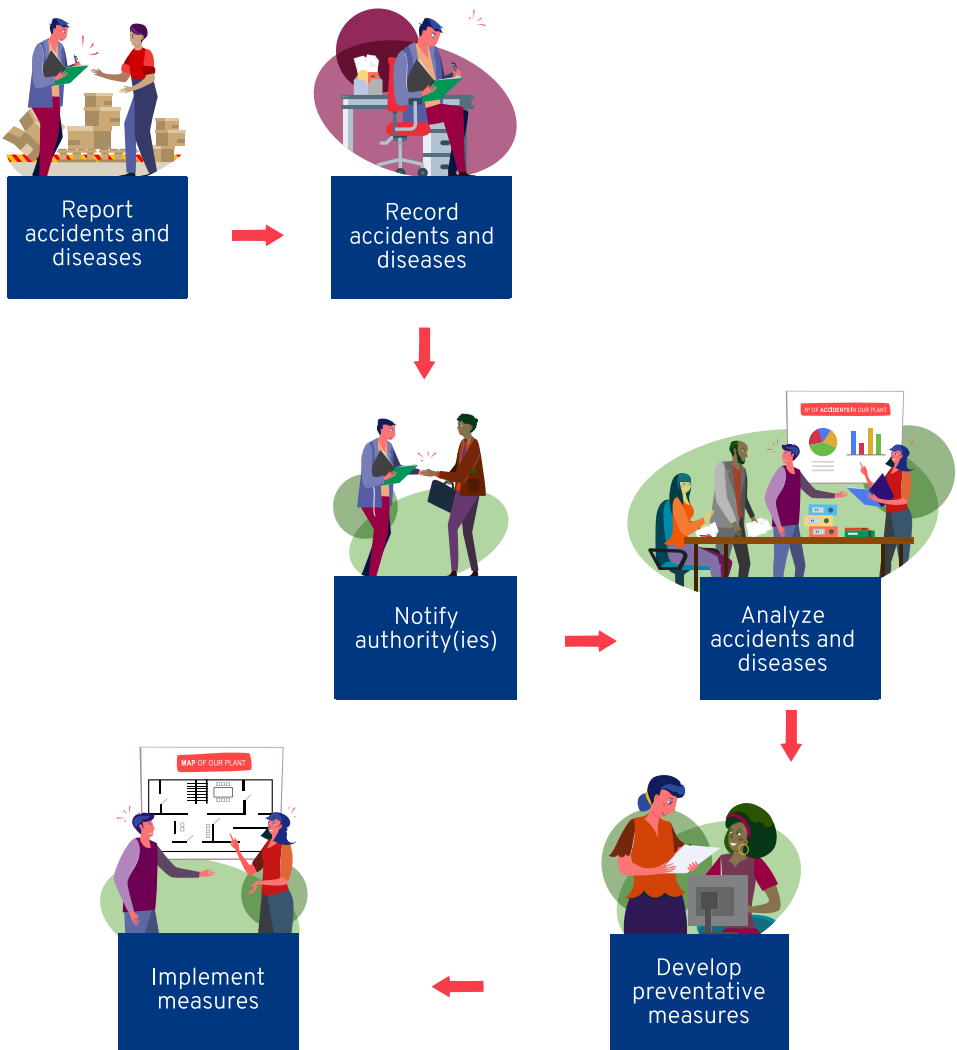 Report
accidents and
diseases
Record
accidents and
diseases
Notify
authority(ies)
Nº OF ACCIDENTS IN OUR PLANT
Analyze
accidents and
diseases
Develop
preventative
measures
MAP OF OUR PLANT
Implement
measures